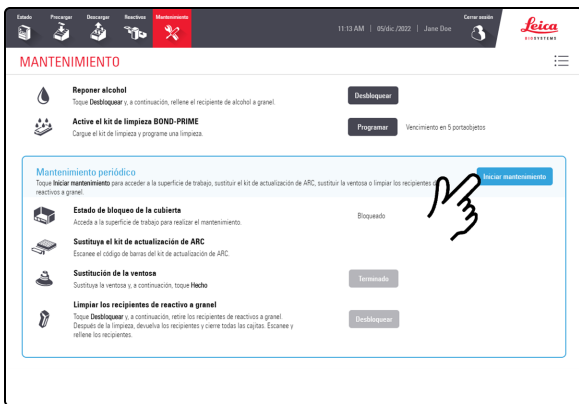 Estado
Precargar
Descargar
Reactivos
Mantenimiento
11:13 AM | 05/dic./2022 | Jane Doe
Cerrar sesión
Leica
BIOSYSTEMS
MANTENIMIENTO
Reponer alcohol
Toque Desbloquear y, a continuación, rellene el recipiente de alcohol a granel.
Desbloquear
Active el kit de limpieza BOND-PRIME
Cargue el kit de limpieza y programe una limpieza.
Programar
Vencimiento en 5 portaobjetos
Mantenimiento periódico
Toque Iniciar mantenimiento para acceder a la superficie de trabajo, sustituir el kit de actualización de ARC, sustituir la ventosa o limpiar los recipientes de
reactivos a granel.
Iniciar mantenimiento
Estado de bloqueo de la cubierta
Acceda a la superficie de trabajo para realizar el mantenimiento.
Bloqueado
Sustituya el kit de actualización de ARC
Escanee el código de barras del kit de actualización de ARC.
Sustitución de la ventosa
Sustituya la ventosa y, a continuación, toque Hecho
Terminado
Limpiar los recipientes de reactivo a granel
Toque Desbloquear y, a continuación, retire los recipientes de reactivos a granel.
Después de la limpieza, devuelva los recipientes y cierre todas las cajitas. Escanee y
rellene los recipientes.
Desbloquear